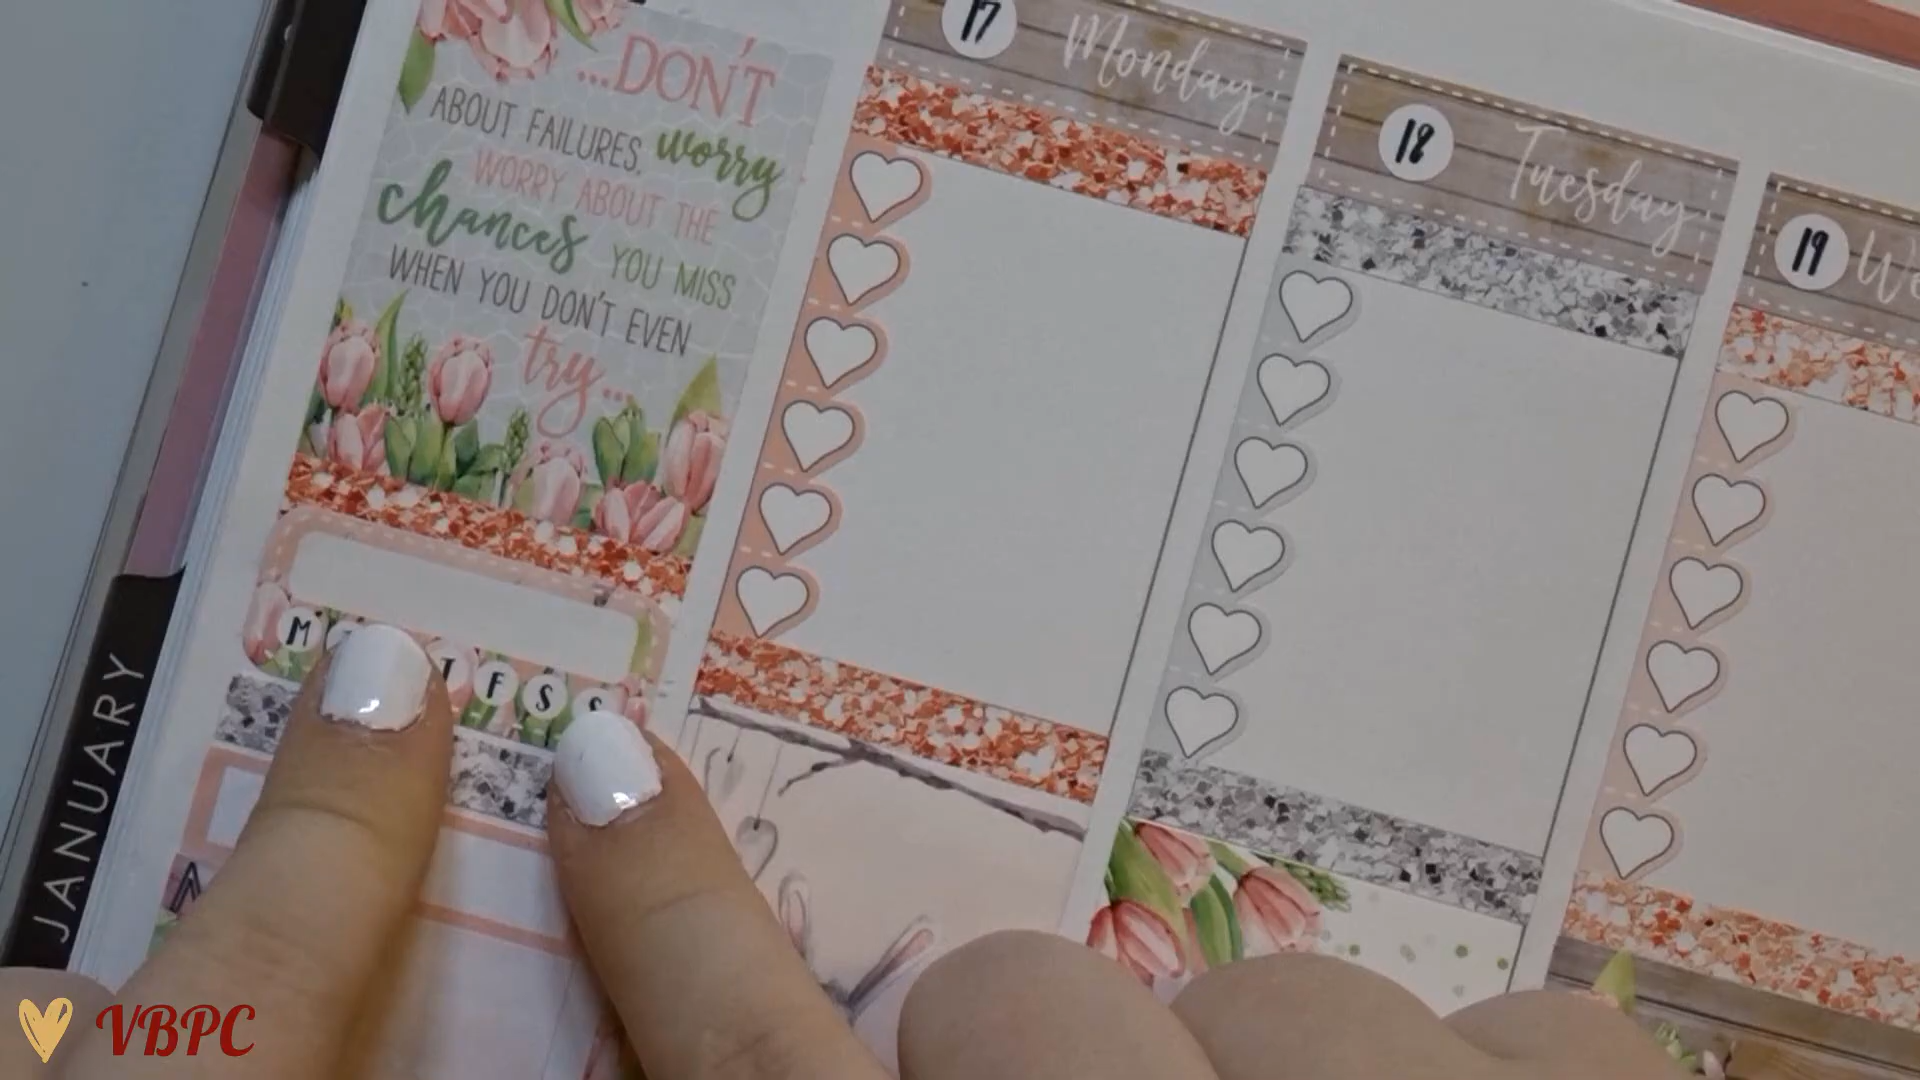 ...DON'T
ABOUT FAILURES, worry
WORRY ABOUT THE
chances YOU MISS
WHEN YOU DON'T EVEN
try...
M T F S S
17 Monday
18 Tuesday
19 We
JANUARY
VBPC